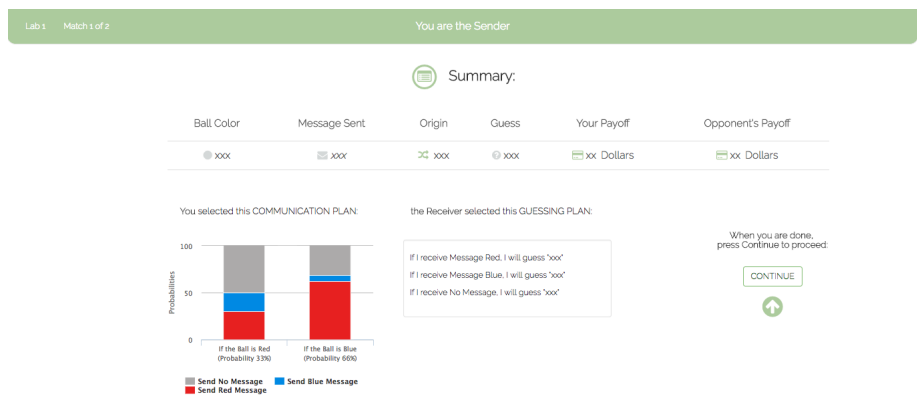 Lab 1 Match 1 of 2 You are the Sender
Summary:
Ball Color Message Sent Origin Guess Your Payoff Opponent's Payoff
xxx xxx xxx xxx xx Dollars xx Dollars
You selected this COMMUNICATION PLAN:
the Receiver selected this GUESSING PLAN:
100
50
0
Probabilities
If the Ball is Red
(Probability 33%)
If the Ball is Blue
(Probability 66%)
Send No Message Send Blue Message
Send Red Message
If I receive Message Red, I will guess "xxx"
If I receive Message Blue, I will guess "xxx"
If I receive No Message, I will guess "xxx"
When you are done,
press Continue to proceed:
CONTINUE